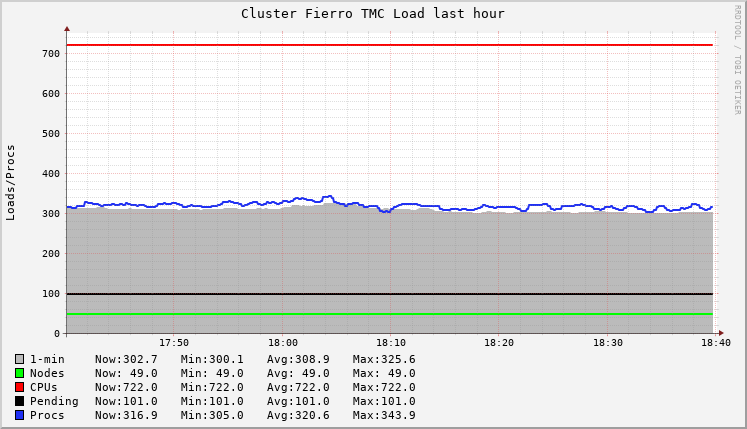 Cluster Fierro TMC Load last hour
RRDTOOL / TOBI OETIKER
Loads/Procs
700
600
500
400
300
200
100
0
17:50 18:00 18:10 18:20 18:30 18:40
1-min Now:302.7 Min:300.1 Avg:308.9 Max:325.6
Nodes Now: 49.0 Min: 49.0 Avg: 49.0 Max: 49.0
CPUs Now:722.0 Min:722.0 Avg:722.0 Max:722.0
Pending Now:101.0 Min:101.0 Avg:101.0 Max:101.0
Procs Now:316.9 Min:305.0 Avg:320.6 Max:343.9